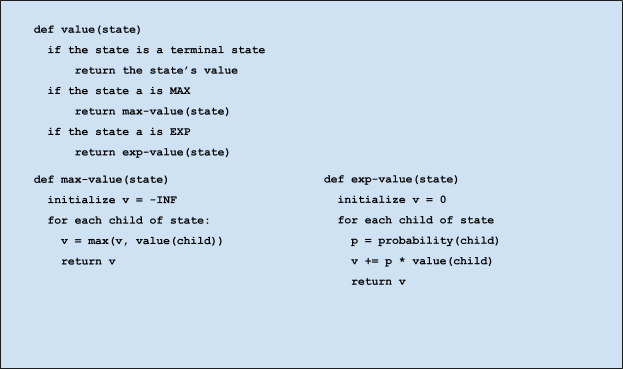 def value(state)
if the state is a terminal state
return the state’s value
if the state a is MAX
return max-value(state)
if the state a is EXP
return exp-value(state)
def max-value(state)
initialize v = -INF
for each child of state:
v = max(v, value(child))
return v
def exp-value(state)
initialize v = 0
for each child of state
p = probability(child)
v += p * value(child)
return v